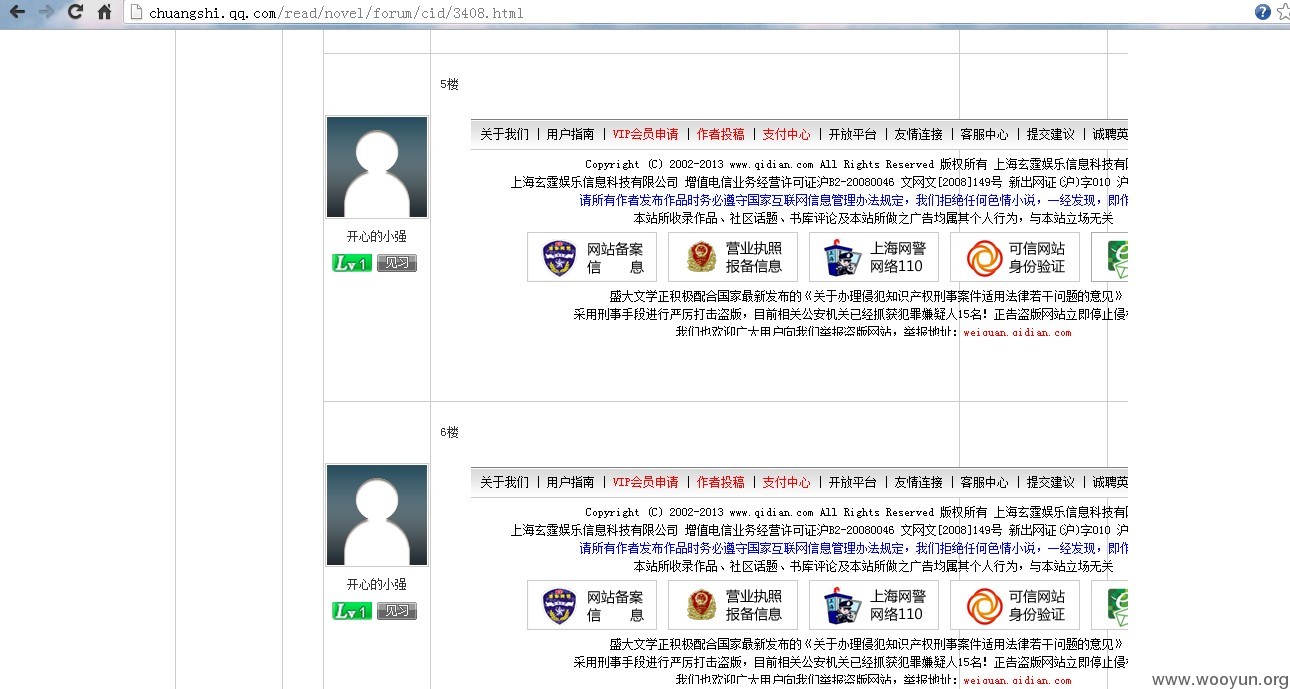 chuangshi.qq.com/read/novel/forum/cid/3408.html
5楼
开心的小强
Lv1 见习
关于我们 | 用户指南 | VIP会员申请 | 作者投稿 | 支付中心 | 开放平台 | 友情连接 | 客服中心 | 提交建议 | 诚聘英
Copyright (C) 2002-2013 www.qidian.com All Rights Reserved 版权所有 上海玄霆娱乐信息科技有
上海玄霆娱乐信息科技有限公司 增值电信业务经营许可证沪B2-20080046 文网文[2008]149号 新出网证(沪)字010 沪
请所有作者发布作品时务必遵守国家互联网信息管理办法规定，我们拒绝任何色情小说，一经发现，即作
本站所收录作品、社区话题、书库评论及本站所做之广告均属其个人行为，与本站立场无关
网站备案信息 营业执照报备信息 上海网警网络110 可信网站身份验证
盛大文学正积极配合国家最新发布的《关于办理侵犯知识产权刑事案件适用法律若干问题的意见》
采用刑事手段进行严厉打击盗版，目前相关公安机关已经抓获犯罪嫌疑人15名！正告盗版网站立即停止侵
我们也欢迎广大用户向我们举报盗版网站，举报地址：weiquan.qidian.com
6楼
开心的小强
Lv1 见习
关于我们 | 用户指南 | VIP会员申请 | 作者投稿 | 支付中心 | 开放平台 | 友情连接 | 客服中心 | 提交建议 | 诚聘英
Copyright (C) 2002-2013 www.qidian.com All Rights Reserved 版权所有 上海玄霆娱乐信息科技有
上海玄霆娱乐信息科技有限公司 增值电信业务经营许可证沪B2-20080046 文网文[2008]149号 新出网证(沪)字010 沪
请所有作者发布作品时务必遵守国家互联网信息管理办法规定，我们拒绝任何色情小说，一经发现，即作
本站所收录作品、社区话题、书库评论及本站所做之广告均属其个人行为，与本站立场无关
网站备案信息 营业执照报备信息 上海网警网络110 可信网站身份验证
盛大文学正积极配合国家最新发布的《关于办理侵犯知识产权刑事案件适用法律若干问题的意见》
采用刑事手段进行严厉打击盗版，目前相关公安机关已经抓获犯罪嫌疑人15名！正告盗版网站立即停止侵
我们也欢迎广大用户向我们举报盗版网站，举报地址：weiquan.qidian.com
www.wooyun.org